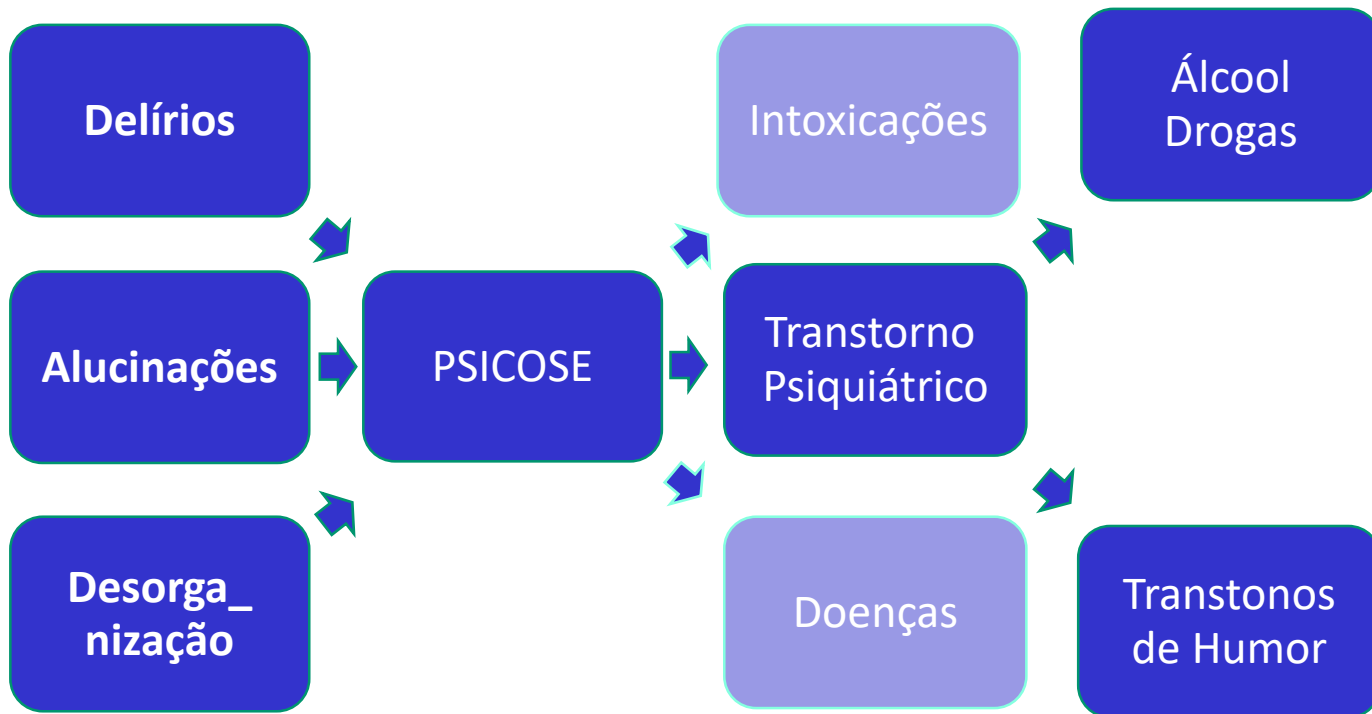 Delírios
Alucinações
Desorga_
nização
PSICOSE
Intoxicações
Transtorno
Psiquiátrico
Doenças
Álcool
Drogas
Transtonos
de Humor